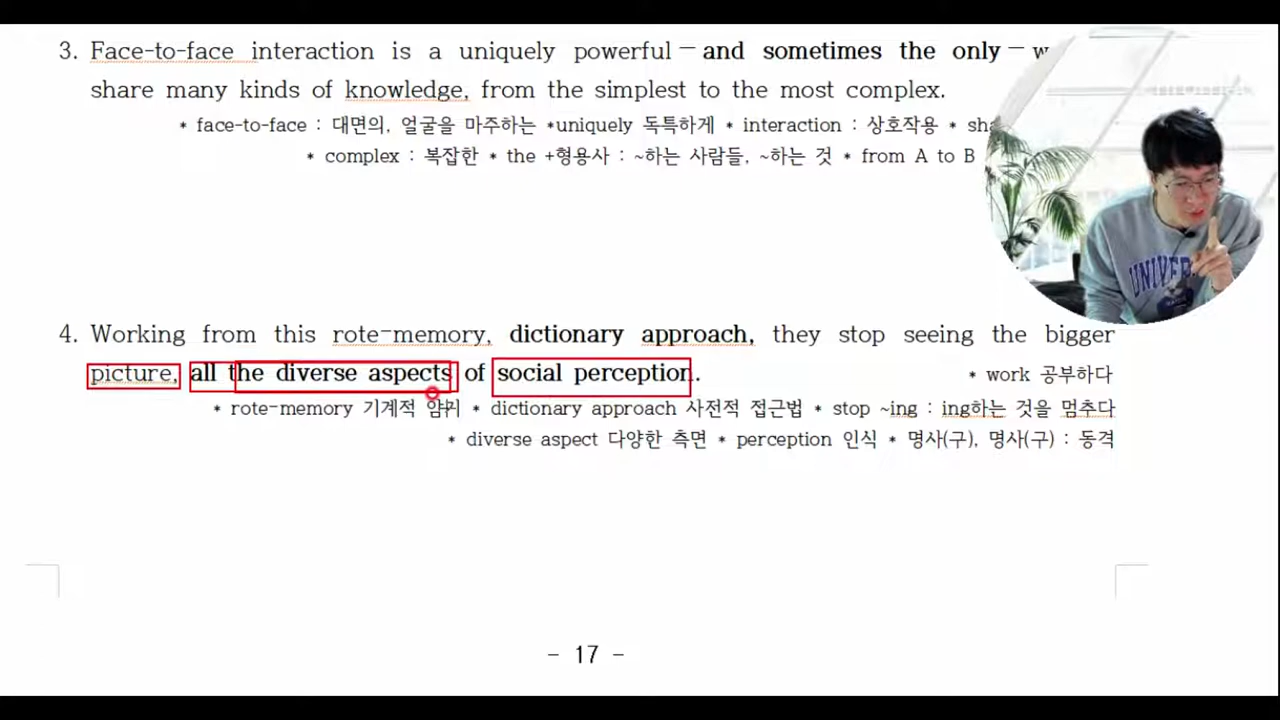 3. Face-to-face interaction is a uniquely powerful - and sometimes the only - w
share many kinds of knowledge, from the simplest to the most complex.
* face-to-face : 대면의, 얼굴을 마주하는 *uniquely 독특하게 * interaction : 상호작용 * sha
* complex : 복잡한 * the +형용사 : ~하는 사람들, ~하는 것 * from A to B
UNIVER
4. Working from this rote-memory, dictionary approach, they stop seeing the bigger
picture, all the diverse aspects of social perception.
* work 공부하다
* rote-memory 기계적 암기 * dictionary approach 사전적 접근법 * stop ~ing : ing하는 것을 멈추다
* diverse aspect 다양한 측면 * perception 인식 * 명사(구), 명사(구) : 동격
- 17 -